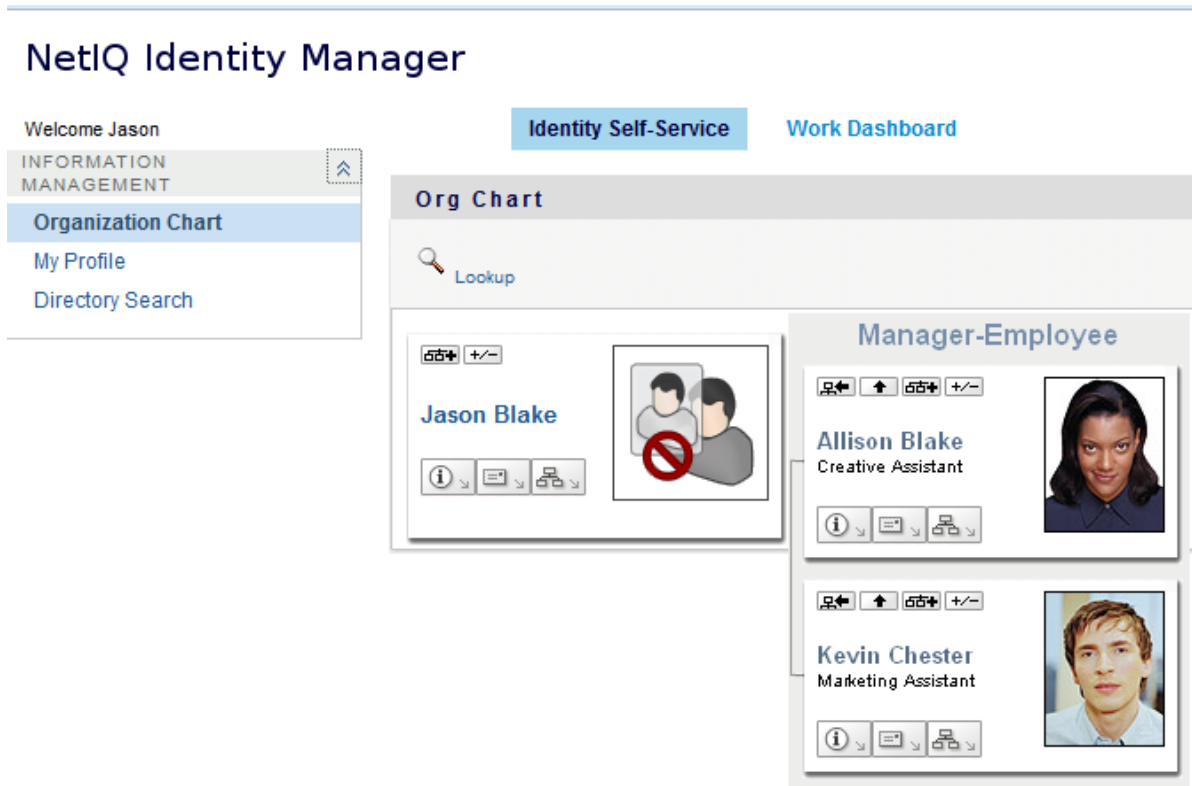 NetIQ Identity Manager
Welcome Jason
Identity Self-Service
Work Dashboard
INFORMATION
MANAGEMENT
Organization Chart
My Profile
Directory Search
Org Chart
Lookup
Jason Blake
Manager-Employee
Allison Blake
Creative Assistant
Kevin Chester
Marketing Assistant